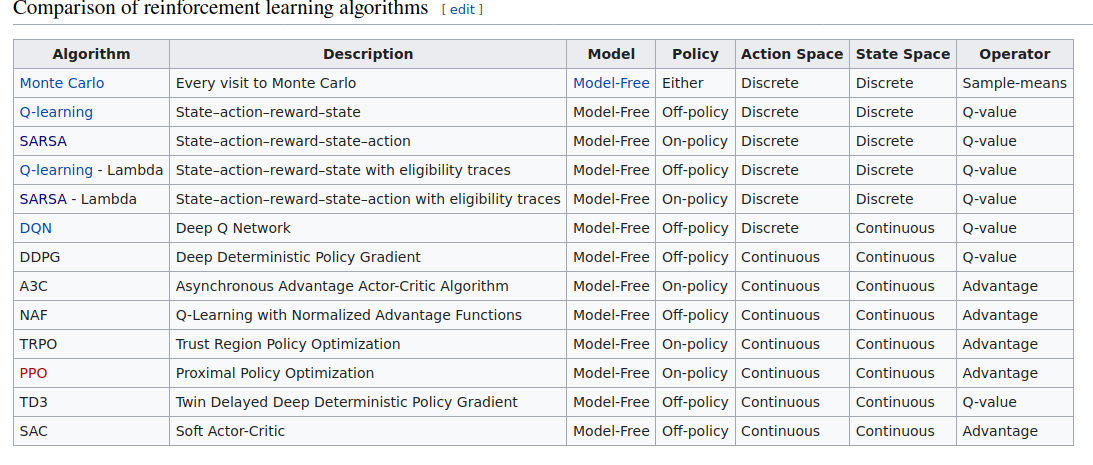 Comparison of reinforcement learning algorithms [ edit ]
Algorithm Description Model Policy Action Space State Space Operator
Monte Carlo Every visit to Monte Carlo Model-Free Either Discrete Discrete Sample-means
Q-learning State–action–reward–state Model-Free Off-policy Discrete Discrete Q-value
SARSA State–action–reward–state–action Model-Free On-policy Discrete Discrete Q-value
Q-learning - Lambda State–action–reward–state with eligibility traces Model-Free Off-policy Discrete Discrete Q-value
SARSA - Lambda State–action–reward–state–action with eligibility traces Model-Free On-policy Discrete Discrete Q-value
DQN Deep Q Network Model-Free Off-policy Discrete Continuous Q-value
DDPG Deep Deterministic Policy Gradient Model-Free Off-policy Continuous Continuous Q-value
A3C Asynchronous Advantage Actor-Critic Algorithm Model-Free On-policy Continuous Continuous Advantage
NAF Q-Learning with Normalized Advantage Functions Model-Free Off-policy Continuous Continuous Advantage
TRPO Trust Region Policy Optimization Model-Free On-policy Continuous Continuous Advantage
PPO Proximal Policy Optimization Model-Free On-policy Continuous Continuous Advantage
TD3 Twin Delayed Deep Deterministic Policy Gradient Model-Free Off-policy Continuous Continuous Q-value
SAC Soft Actor-Critic Model-Free Off-policy Continuous Continuous Advantage